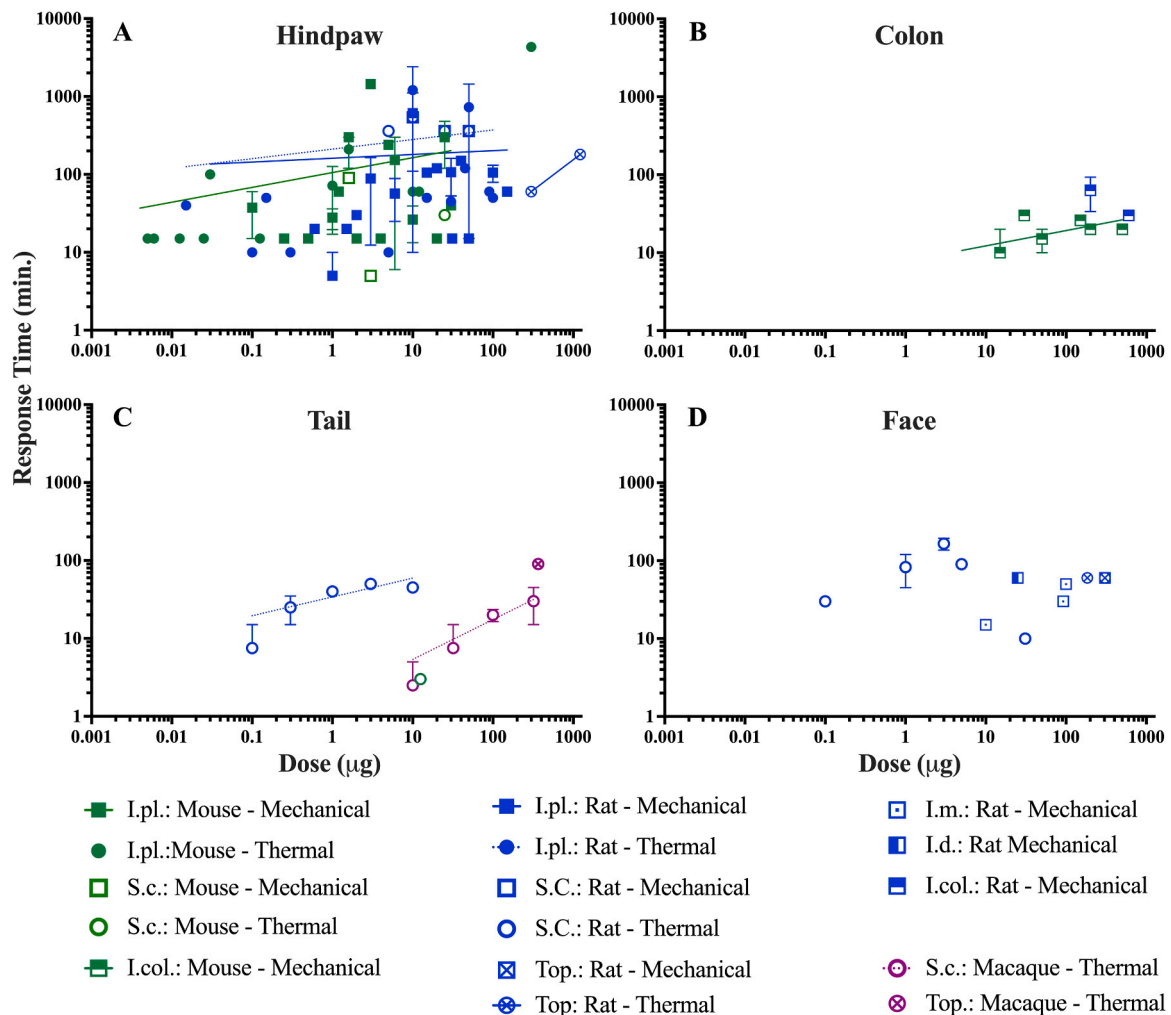 A
Hindpaw
10000
1000
100
10
1
0.001
0.01
0.1
1
10
100
1000
B
Colon
10000
1000
100
10
1
0.001
0.01
0.1
1
10
100
1000
Response Time (min.)
C
Tail
10000
1000
100
10
1
0.001
0.01
0.1
1
10
100
1000
Dose (μg)
D
Face
10000
1000
100
10
1
0.001
0.01
0.1
1
10
100
1000
Dose (μg)
I.pl.: Mouse - Mechanical
I.pl.:Mouse - Thermal
S.c.: Mouse - Mechanical
S.c.: Mouse - Thermal
I.col.: Mouse - Mechanical
I.pl.: Rat - Mechanical
I.pl.: Rat - Thermal
S.C.: Rat - Mechanical
S.C.: Rat - Thermal
Top.: Rat - Mechanical
Top: Rat - Thermal
I.m.: Rat - Mechanical
I.d.: Rat Mechanical
I.col.: Rat - Mechanical
S.c.: Macaque - Thermal
Top.: Macaque - Thermal